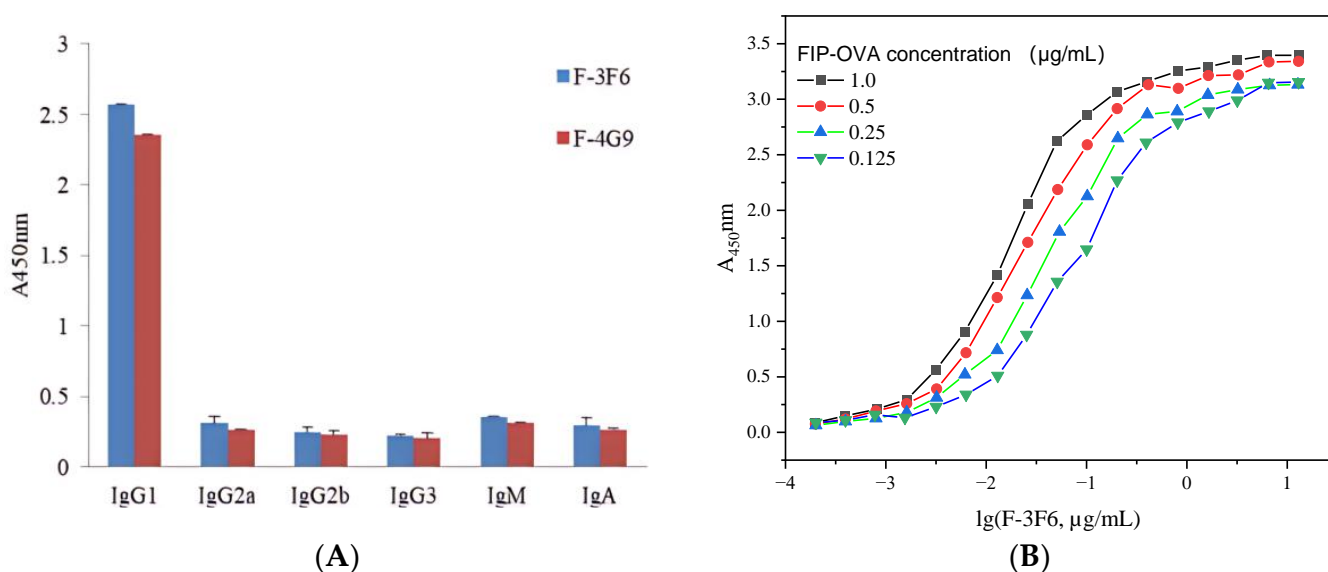 3
2.5
2
1.5
1
0.5
0
A450nm
F-3F6
F-4G9
IgG1 IgG2a IgG2b IgG3 IgM IgA
(A)
3.5
3.0
2.5
2.0
1.5
1.0
0.5
0.0
A₄₅₀nm
FIP-OVA concentration (μg/mL)
1.0
0.5
0.25
0.125
−4 −3 −2 −1 0 1
lg(F-3F6, μg/mL)
(B)